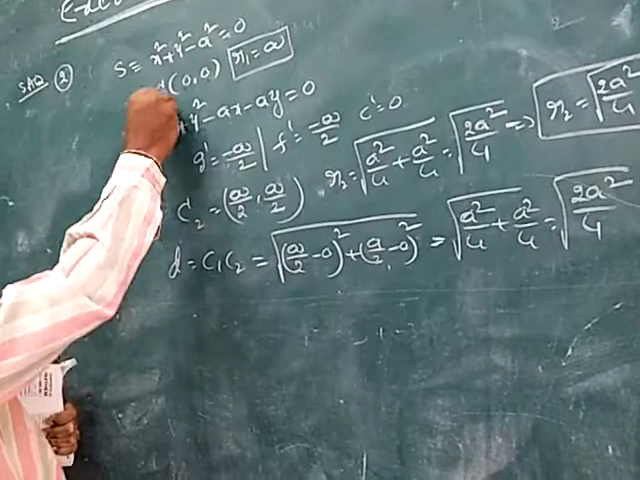 SAQ ② S ≡ x²+y²-a²=0
(0,0) r₁=a
y²-ax-ay=0
g'=-a/2 | f'=-a/2 c'=0
C₂=(a/2, a/2) r₂=√(a²/4+a²/4)=√(2a²/4) ⇒ r₂=√(2a²/4)
d=C₁C₂=√((a/2-0)²+(a/2-0)²)=√(a²/4+a²/4)=√(2a²/4)